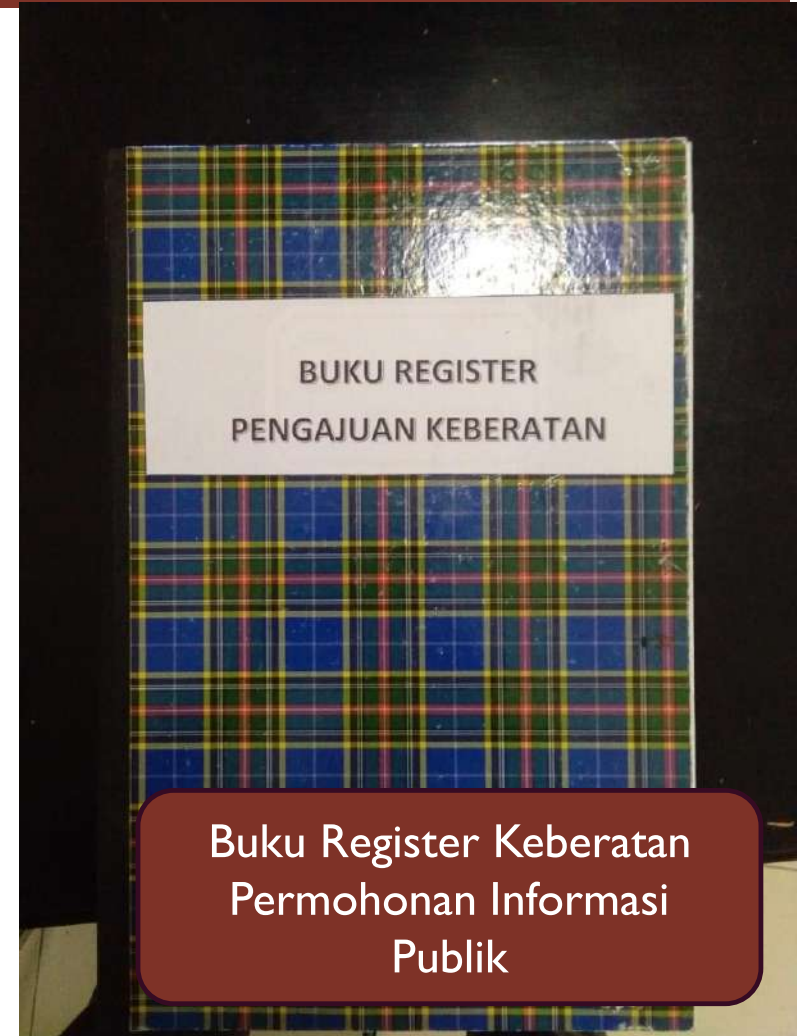 BUKU REGISTER
PENGAJUAN KEBERATAN
Buku Register Keberatan
Permohonan Informasi
Publik